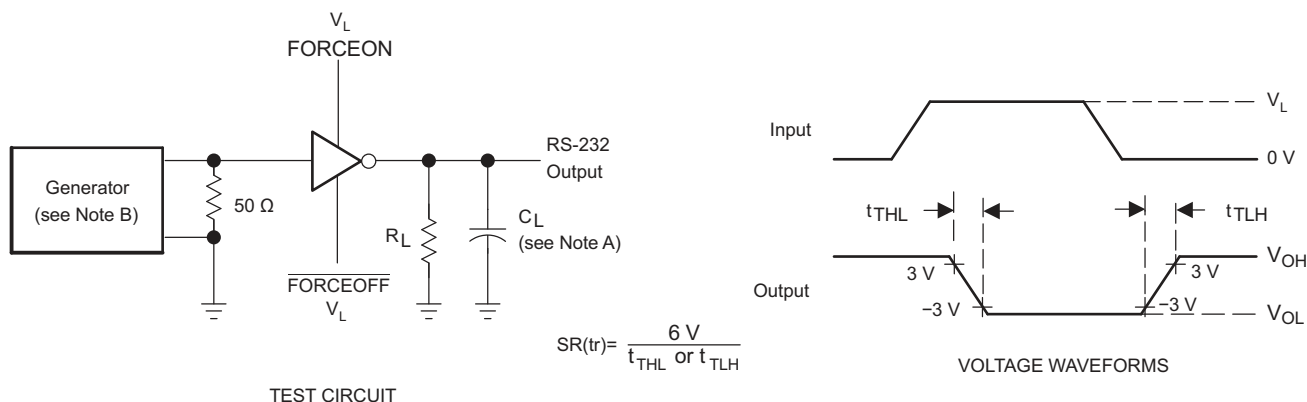 V_L
FORCEON
Generator
(see Note B)
50 Ω
RS-232
Output
R_L
C_L
(see Note A)
FORCEOFF
V_L
SR(tr)= 6 V / t_THL or t_TLH
TEST CIRCUIT
Input
V_L
0 V
t_THL
t_TLH
Output
3 V
−3 V
3 V
−3 V
V_OH
V_OL
VOLTAGE WAVEFORMS